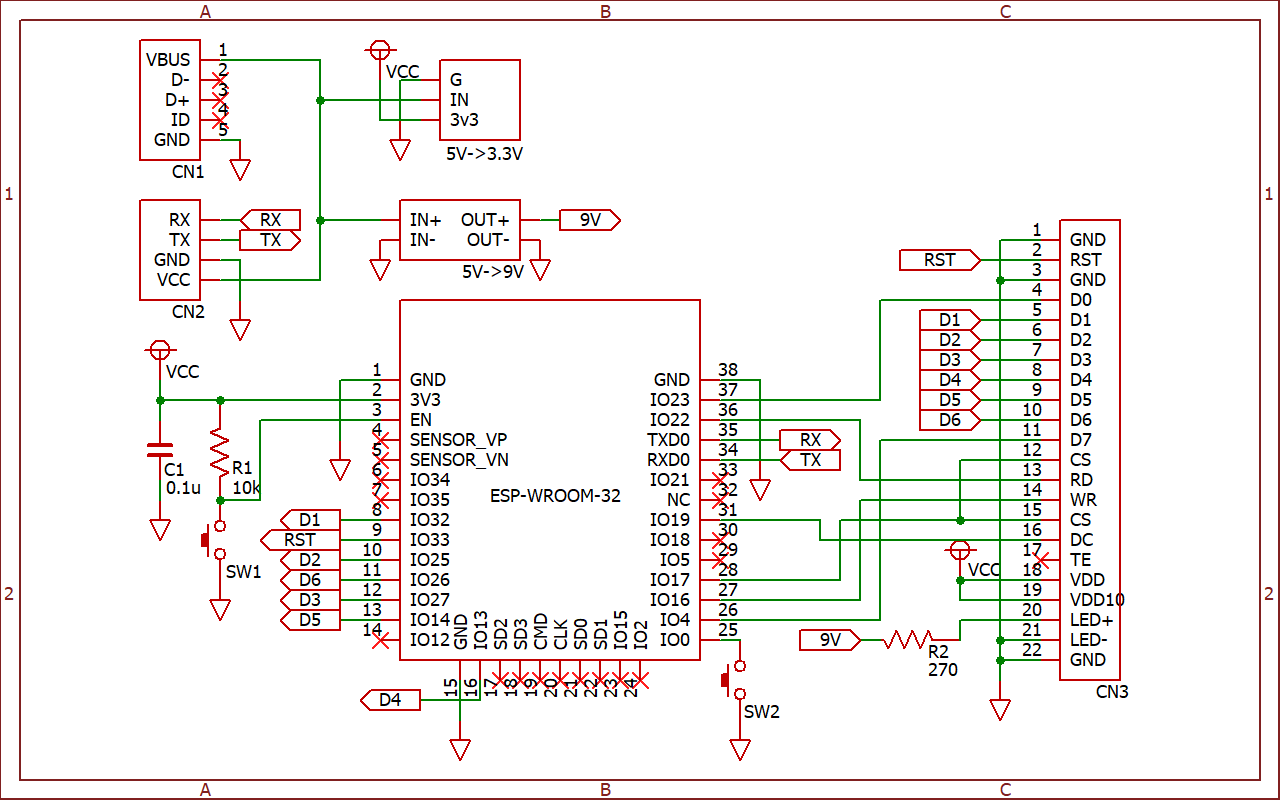 A B C
1
2
1
2
A B C
VBUS 1
D- 2
D+ 3
ID 4
GND 5
CN1
VCC
G
IN
3v3
5V->3.3V
RX RX
TX TX
GND
VCC
CN2
IN+ OUT+ 9V
IN- OUT-
5V->9V
VCC
C1
0.1u
R1
10k
SW1
ESP-WROOM-32
1 GND
2 3V3
3 EN
4 SENSOR_VP
5 SENSOR_VN
6 IO34
7 IO35
D1 8 IO32
RST 9 IO33
D2 10 IO25
D6 11 IO26
D3 12 IO27
D5 13 IO14
14 IO12
15 GND
D4 16 IO13
17 SD2
18 SD3
19 CMD
20 CLK
21 SD0
22 SD1
23 IO15
24 IO2
GND 38
IO23 37
IO22 36
TXD0 35 RX
RXD0 34 TX
IO21 33
NC 32
IO19 31
IO18 30
IO5 29
IO17 28
IO16 27
IO4 26
IO0 25
SW2
1 GND
RST 2 RST
3 GND
4 D0
D1 5 D1
D2 6 D2
D3 7 D3
D4 8 D4
D5 9 D5
D6 10 D6
11 D7
12 CS
13 RD
14 WR
15 CS
16 DC
17 TE
VCC
18 VDD
19 VDD10
20 LED+
21 LED-
22 GND
9V
R2
270
CN3